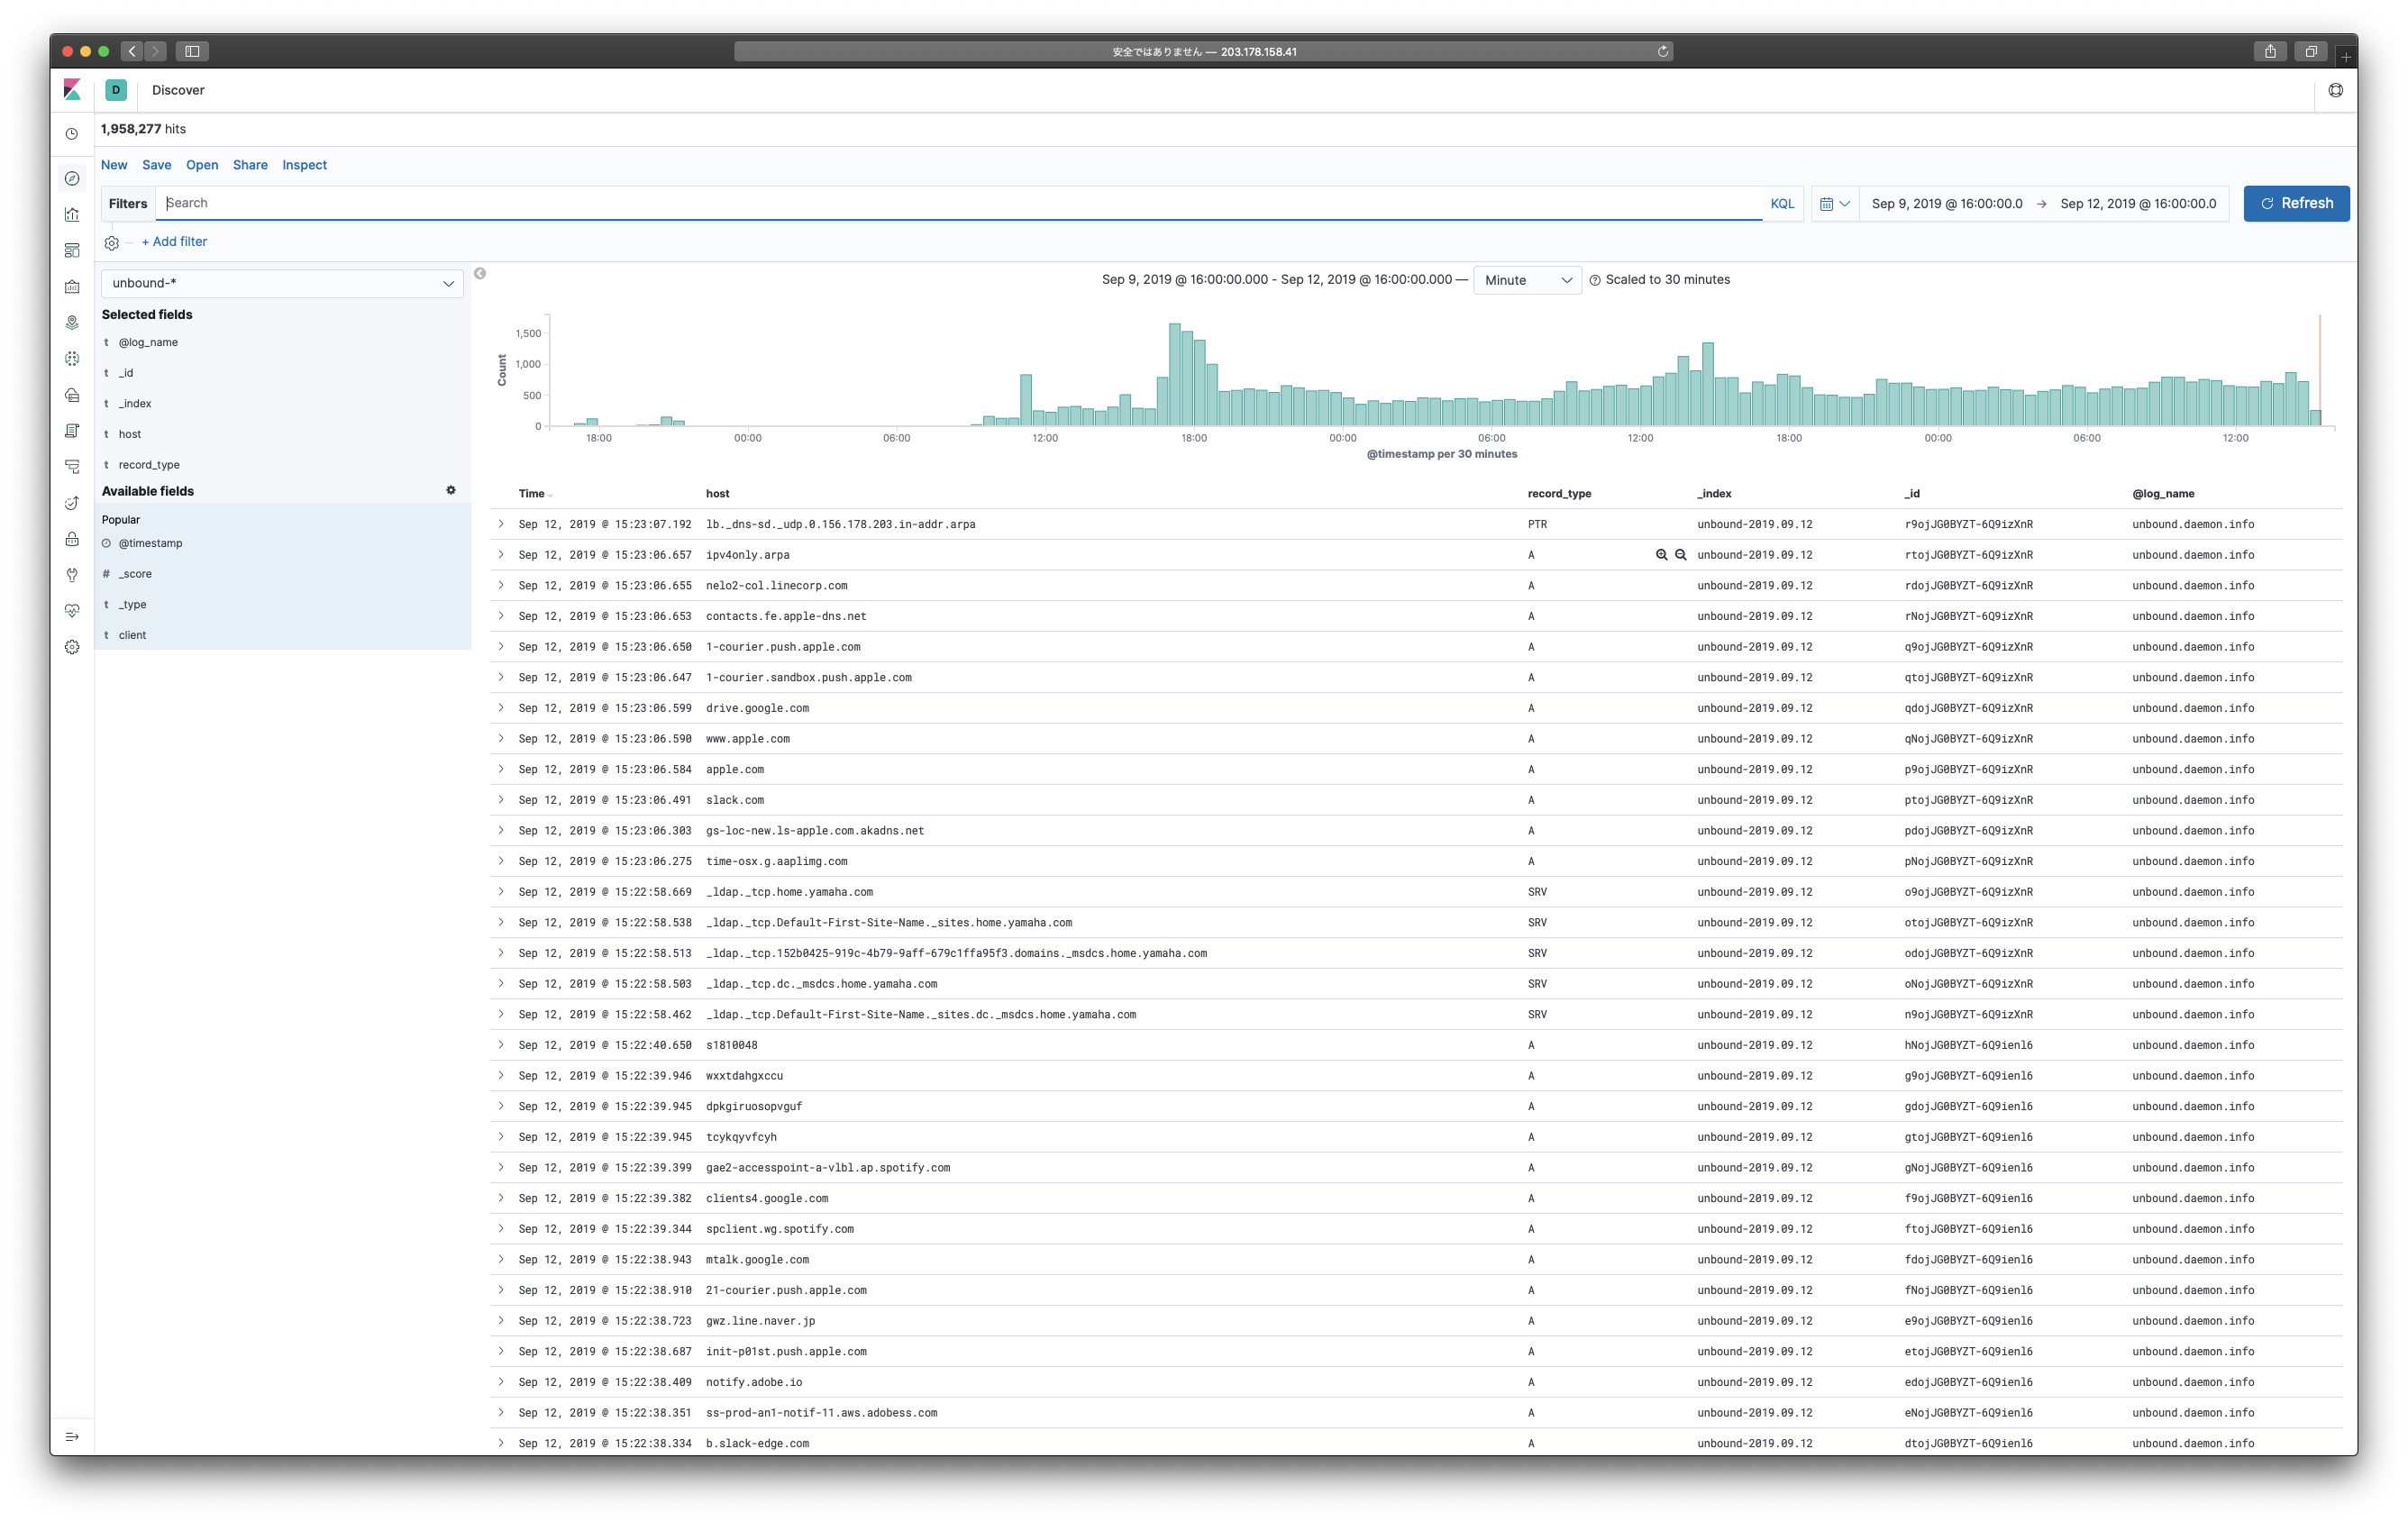 安全ではありません — 203.178.158.41
D Discover
1,958,277 hits
New Save Open Share Inspect
Filters Search KQL Sep 9, 2019 @ 16:00:00.0 → Sep 12, 2019 @ 16:00:00.0 Refresh
+ Add filter
unbound-*
Selected fields
t @log_name
t _id
t _index
t host
t record_type
Available fields
Popular
@timestamp
# _score
t _type
t client
Sep 9, 2019 @ 16:00:00.000 - Sep 12, 2019 @ 16:00:00.000 — Minute Scaled to 30 minutes
Count
1,500
1,000
500
0
18:00 00:00 06:00 12:00 18:00 00:00 06:00 12:00 18:00 00:00 06:00 12:00
@timestamp per 30 minutes
Time host record_type _index _id @log_name
Sep 12, 2019 @ 15:23:07.192 lb._dns-sd._udp.0.156.178.203.in-addr.arpa PTR unbound-2019.09.12 r9ojJG0BYZT-6Q9izXnR unbound.daemon.info
Sep 12, 2019 @ 15:23:06.657 ipv4only.arpa A unbound-2019.09.12 rtojJG0BYZT-6Q9izXnR unbound.daemon.info
Sep 12, 2019 @ 15:23:06.655 nelo2-col.linecorp.com A unbound-2019.09.12 rdojJG0BYZT-6Q9izXnR unbound.daemon.info
Sep 12, 2019 @ 15:23:06.653 contacts.fe.apple-dns.net A unbound-2019.09.12 rNojJG0BYZT-6Q9izXnR unbound.daemon.info
Sep 12, 2019 @ 15:23:06.650 1-courier.push.apple.com A unbound-2019.09.12 q9ojJG0BYZT-6Q9izXnR unbound.daemon.info
Sep 12, 2019 @ 15:23:06.647 1-courier.sandbox.push.apple.com A unbound-2019.09.12 qtojJG0BYZT-6Q9izXnR unbound.daemon.info
Sep 12, 2019 @ 15:23:06.599 drive.google.com A unbound-2019.09.12 qdojJG0BYZT-6Q9izXnR unbound.daemon.info
Sep 12, 2019 @ 15:23:06.590 www.apple.com A unbound-2019.09.12 qNojJG0BYZT-6Q9izXnR unbound.daemon.info
Sep 12, 2019 @ 15:23:06.584 apple.com A unbound-2019.09.12 p9ojJG0BYZT-6Q9izXnR unbound.daemon.info
Sep 12, 2019 @ 15:23:06.491 slack.com A unbound-2019.09.12 ptojJG0BYZT-6Q9izXnR unbound.daemon.info
Sep 12, 2019 @ 15:23:06.303 gs-loc-new.ls-apple.com.akadns.net A unbound-2019.09.12 pdojJG0BYZT-6Q9izXnR unbound.daemon.info
Sep 12, 2019 @ 15:23:06.275 time-osx.g.aaplimg.com A unbound-2019.09.12 pNojJG0BYZT-6Q9izXnR unbound.daemon.info
Sep 12, 2019 @ 15:22:58.669 _ldap._tcp.home.yamaha.com SRV unbound-2019.09.12 o9ojJG0BYZT-6Q9izXnR unbound.daemon.info
Sep 12, 2019 @ 15:22:58.538 _ldap._tcp.Default-First-Site-Name._sites.home.yamaha.com SRV unbound-2019.09.12 otojJG0BYZT-6Q9izXnR unbound.daemon.info
Sep 12, 2019 @ 15:22:58.513 _ldap._tcp.152b0425-919c-4b79-9aff-679c1ffa95f3.domains._msdcs.home.yamaha.com SRV unbound-2019.09.12 odojJG0BYZT-6Q9izXnR unbound.daemon.info
Sep 12, 2019 @ 15:22:58.503 _ldap._tcp.dc._msdcs.home.yamaha.com SRV unbound-2019.09.12 oNojJG0BYZT-6Q9izXnR unbound.daemon.info
Sep 12, 2019 @ 15:22:58.462 _ldap._tcp.Default-First-Site-Name._sites.dc._msdcs.home.yamaha.com SRV unbound-2019.09.12 n9ojJG0BYZT-6Q9izXnR unbound.daemon.info
Sep 12, 2019 @ 15:22:40.650 s1810048 A unbound-2019.09.12 hNojJG0BYZT-6Q9ienl6 unbound.daemon.info
Sep 12, 2019 @ 15:22:39.946 wxxtdahgxccu A unbound-2019.09.12 g9ojJG0BYZT-6Q9ienl6 unbound.daemon.info
Sep 12, 2019 @ 15:22:39.945 dpkgiruosopvguf A unbound-2019.09.12 gdojJG0BYZT-6Q9ienl6 unbound.daemon.info
Sep 12, 2019 @ 15:22:39.945 tcykqyvfcyh A unbound-2019.09.12 gtojJG0BYZT-6Q9ienl6 unbound.daemon.info
Sep 12, 2019 @ 15:22:39.399 gae2-accesspoint-a-vlbl.ap.spotify.com A unbound-2019.09.12 gNojJG0BYZT-6Q9ienl6 unbound.daemon.info
Sep 12, 2019 @ 15:22:39.382 clients4.google.com A unbound-2019.09.12 f9ojJG0BYZT-6Q9ienl6 unbound.daemon.info
Sep 12, 2019 @ 15:22:39.344 spclient.wg.spotify.com A unbound-2019.09.12 ftojJG0BYZT-6Q9ienl6 unbound.daemon.info
Sep 12, 2019 @ 15:22:38.943 mtalk.google.com A unbound-2019.09.12 fdojJG0BYZT-6Q9ienl6 unbound.daemon.info
Sep 12, 2019 @ 15:22:38.910 21-courier.push.apple.com A unbound-2019.09.12 fNojJG0BYZT-6Q9ienl6 unbound.daemon.info
Sep 12, 2019 @ 15:22:38.723 gwz.line.naver.jp A unbound-2019.09.12 e9ojJG0BYZT-6Q9ienl6 unbound.daemon.info
Sep 12, 2019 @ 15:22:38.687 init-p01st.push.apple.com A unbound-2019.09.12 etojJG0BYZT-6Q9ienl6 unbound.daemon.info
Sep 12, 2019 @ 15:22:38.409 notify.adobe.io A unbound-2019.09.12 edojJG0BYZT-6Q9ienl6 unbound.daemon.info
Sep 12, 2019 @ 15:22:38.351 ss-prod-an1-notif-11.aws.adobess.com A unbound-2019.09.12 eNojJG0BYZT-6Q9ienl6 unbound.daemon.info
Sep 12, 2019 @ 15:22:38.334 b.slack-edge.com A unbound-2019.09.12 dtojJG0BYZT-6Q9ienl6 unbound.daemon.info